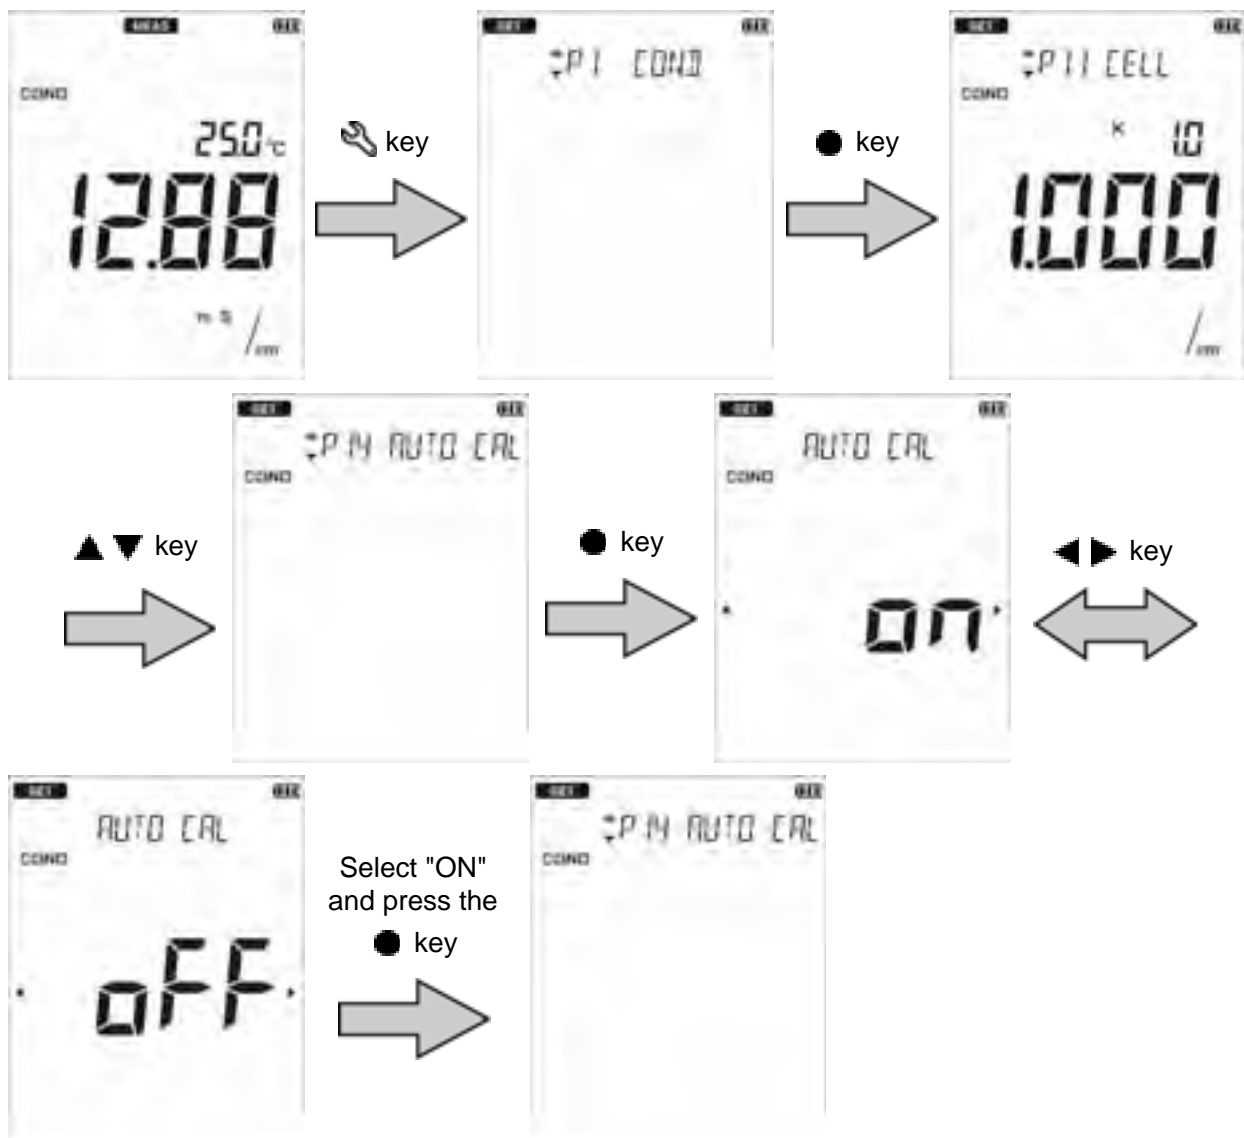 MEAS
COND
25.0 °C
12.88
m S
/cm
key
SET
P1 COND
key
SET
P11 CELL
COND
K 1.0
1.000
/cm
key
SET
P14 AUTO CAL
COND
key
SET
AUTO CAL
COND
on
key
SET
AUTO CAL
COND
oFF
Select "ON"
and press the
key
SET
P14 AUTO CAL
COND